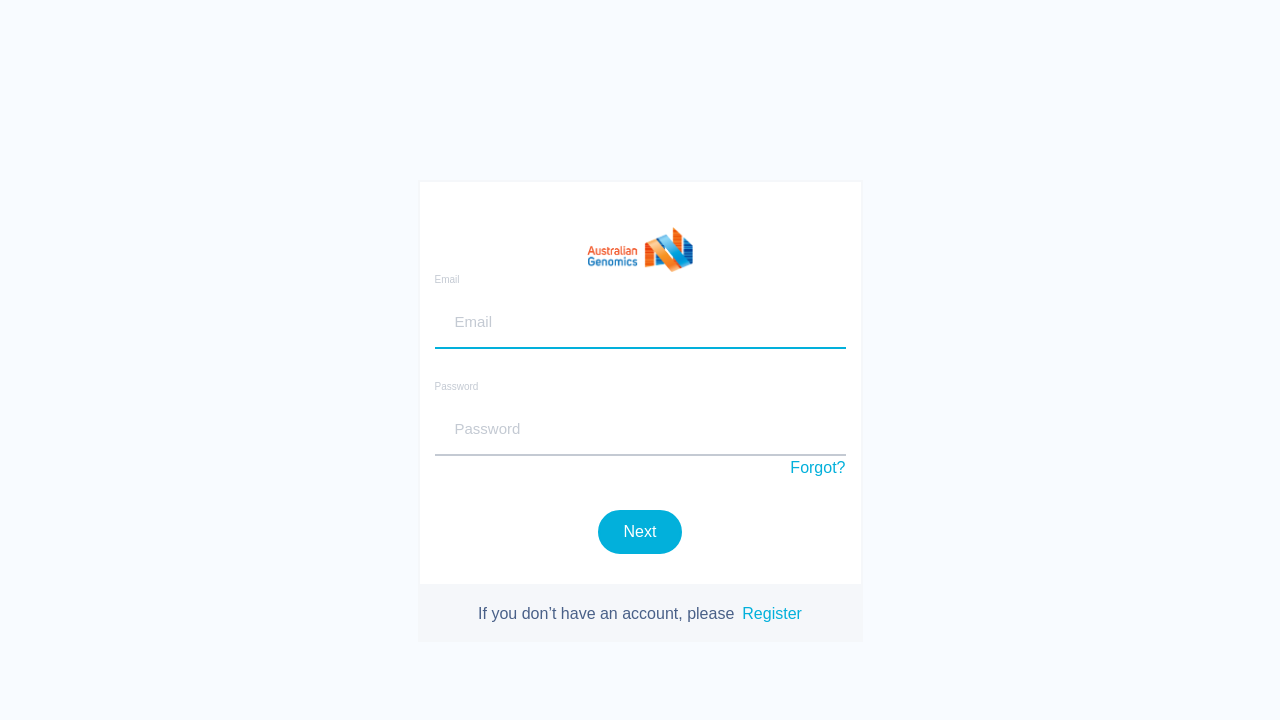 Australian
Genomics
Email
Email
Password
Password
Forgot?
Next
If you don’t have an account, please Register